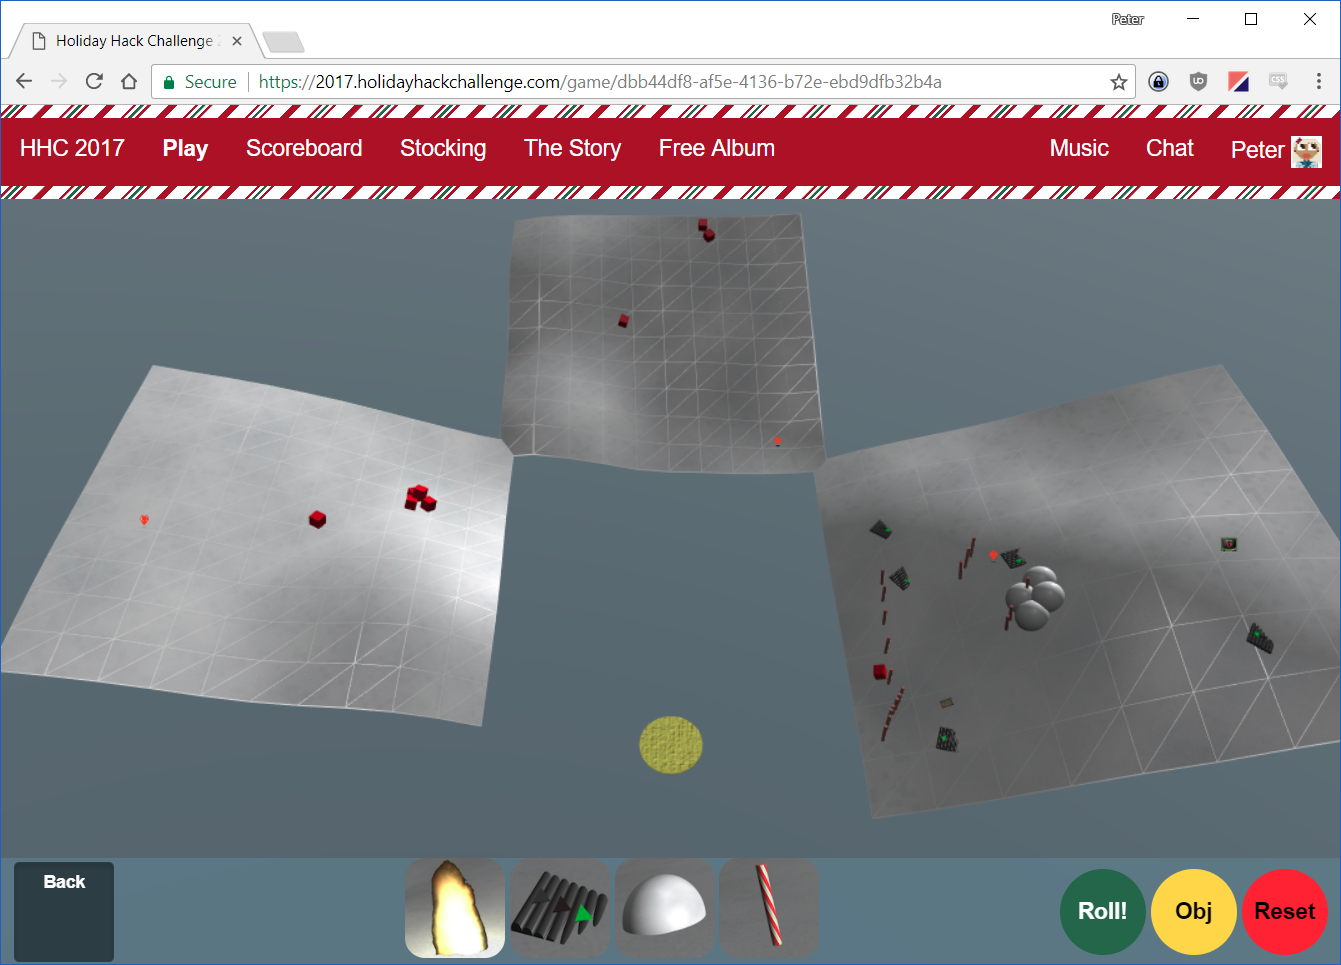 Peter
Holiday Hack Challenge
Secure https://2017.holidayhackchallenge.com/game/dbb44df8-af5e-4136-b72e-ebd9dfb32b4a
HHC 2017 Play Scoreboard Stocking The Story Free Album Music Chat Peter
Back Roll! Obj Reset